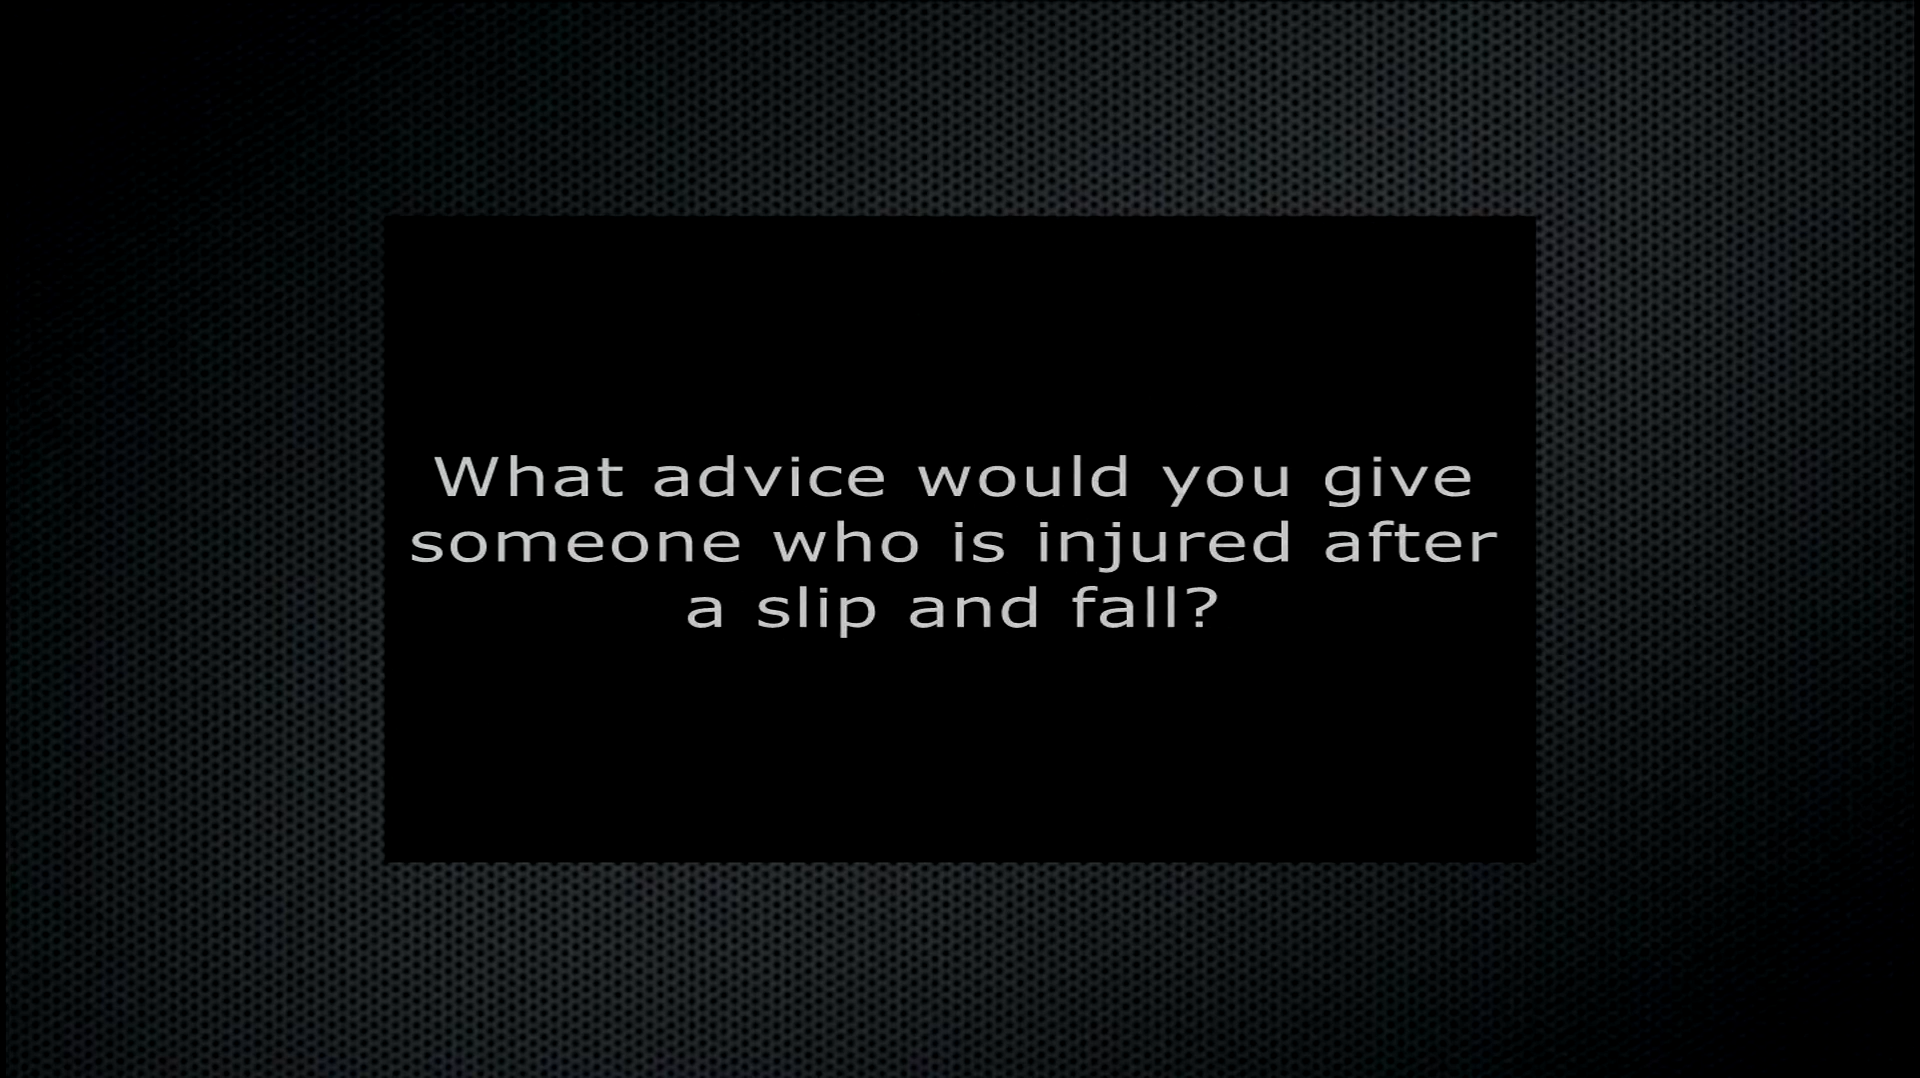 What advice would you give
someone who is injured after
a slip and fall?